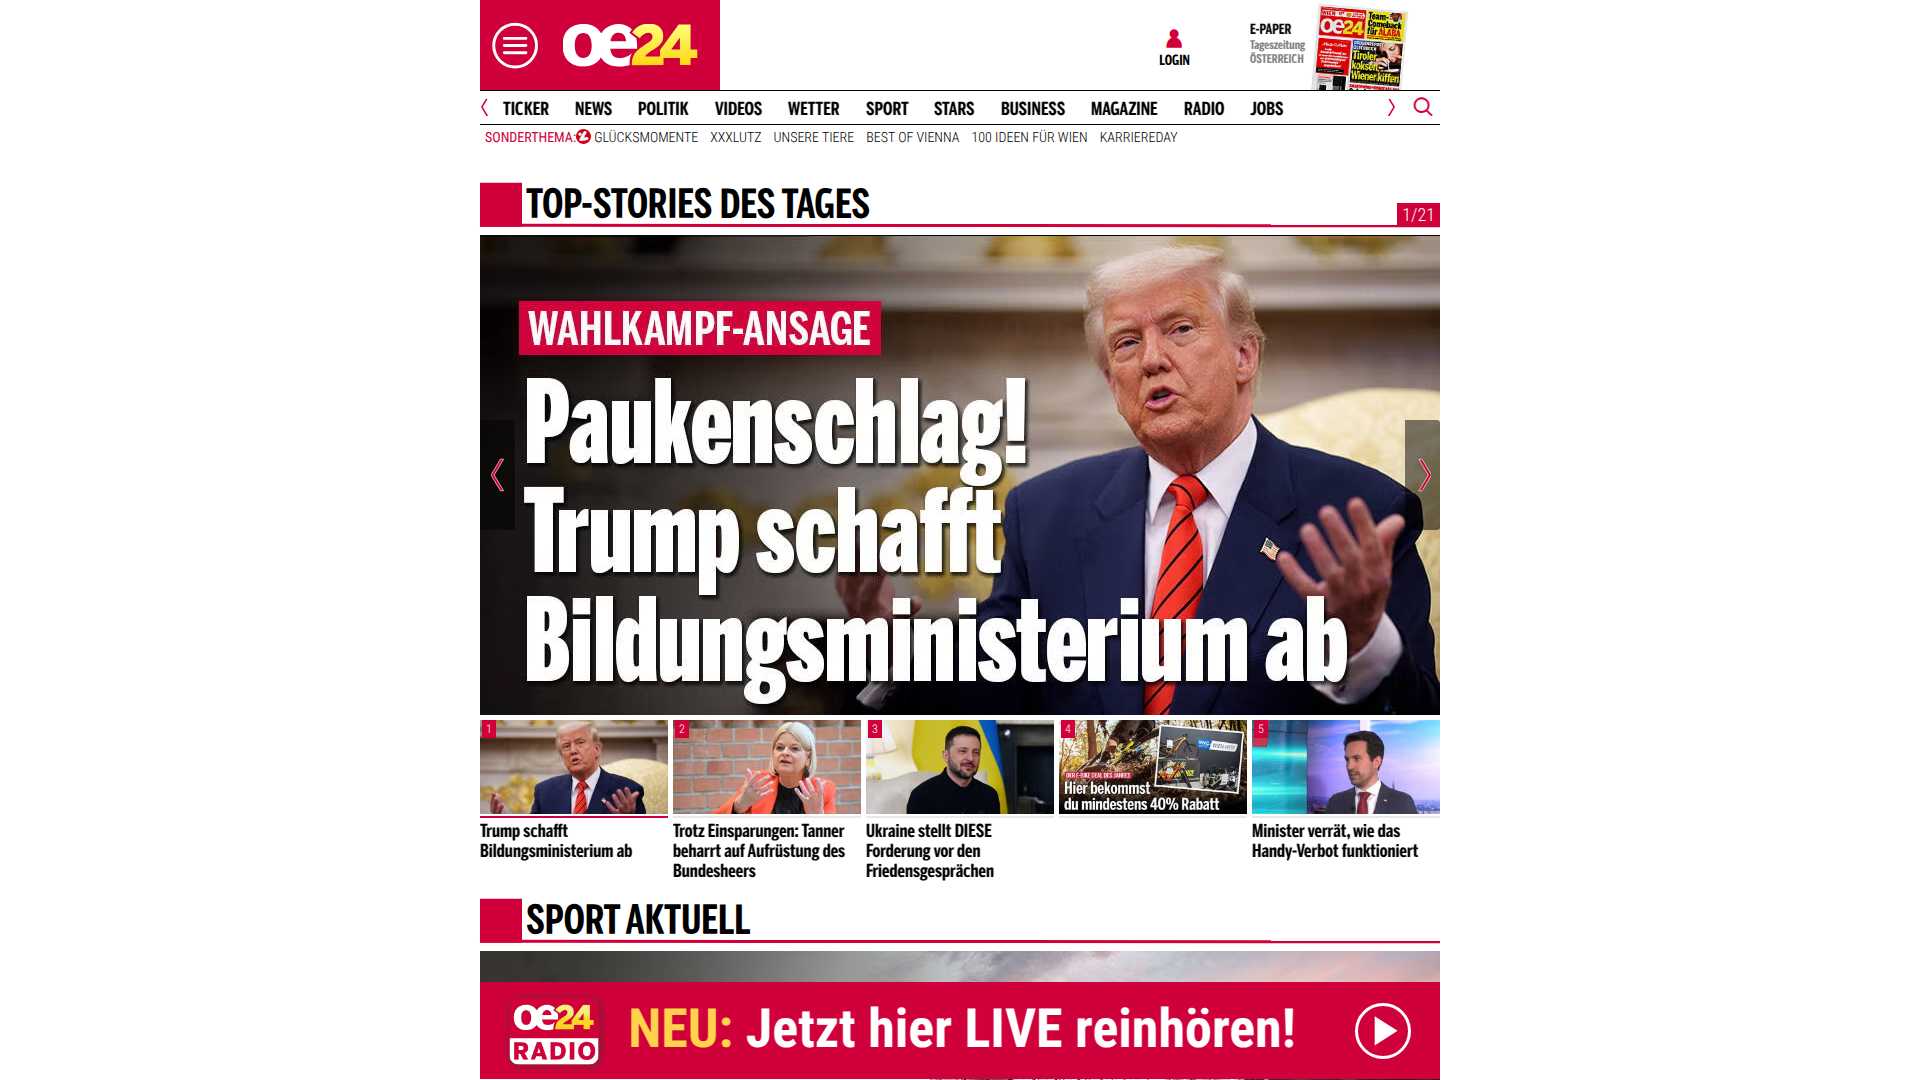 oe24
LOGIN
E-PAPER
Tageszeitung
ÖSTERREICH
oe24
Team-
Comeback
für ALABA
Tiroler
koksen,
Wiener kiffen
TICKER NEWS POLITIK VIDEOS WETTER SPORT STARS BUSINESS MAGAZINE RADIO JOBS
SONDERTHEMA: GLÜCKSMOMENTE XXXLUTZ UNSERE TIERE BEST OF VIENNA 100 IDEEN FÜR WIEN KARRIEREDAY
TOP-STORIES DES TAGES
1/21
WAHLKAMPF-ANSAGE
Paukenschlag!
Trump schafft
Bildungsministerium ab
1
Trump schafft
Bildungsministerium ab
2
Trotz Einsparungen: Tanner
beharrt auf Aufrüstung des
Bundesheers
3
Ukraine stellt DIESE
Forderung vor den
Friedensgesprächen
4
DER E-BIKE DEAL DES JAHRES
Hier bekommst
du mindestens 40% Rabatt
5
Minister verrät, wie das
Handy-Verbot funktioniert
SPORT AKTUELL
oe24
RADIO
NEU: Jetzt hier LIVE reinhören!